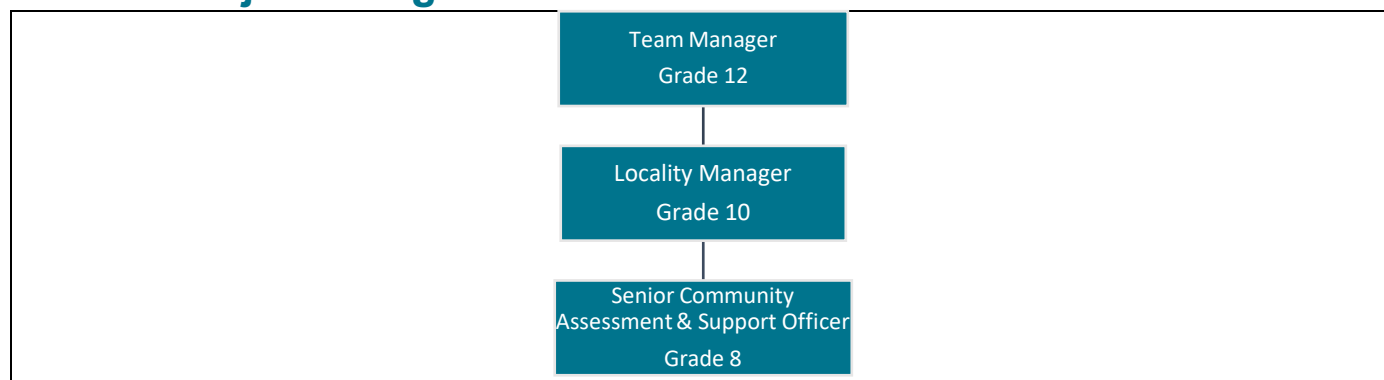 Team Manager
Grade 12
Locality Manager
Grade 10
Senior Community
Assessment & Support Officer
Grade 8